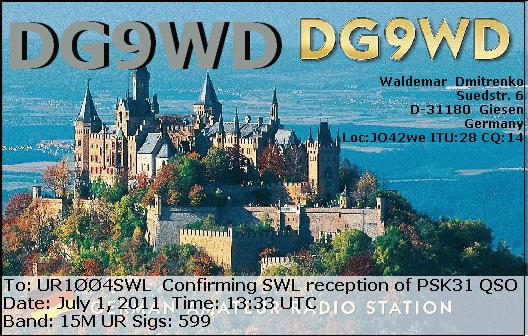 DG9WD DG9WD
Waldemar Dmitrenko
Suedstr. 6
D-31180 Giesen
Germany
Loc:JO42we ITU:28 CQ:14
To: UR1ØØ4SWL Confirming SWL reception of PSK31 QSO
Date: July 1, 2011 Time: 13:33 UTC
RADIO STATION
Band: 15M UR Sigs: 599